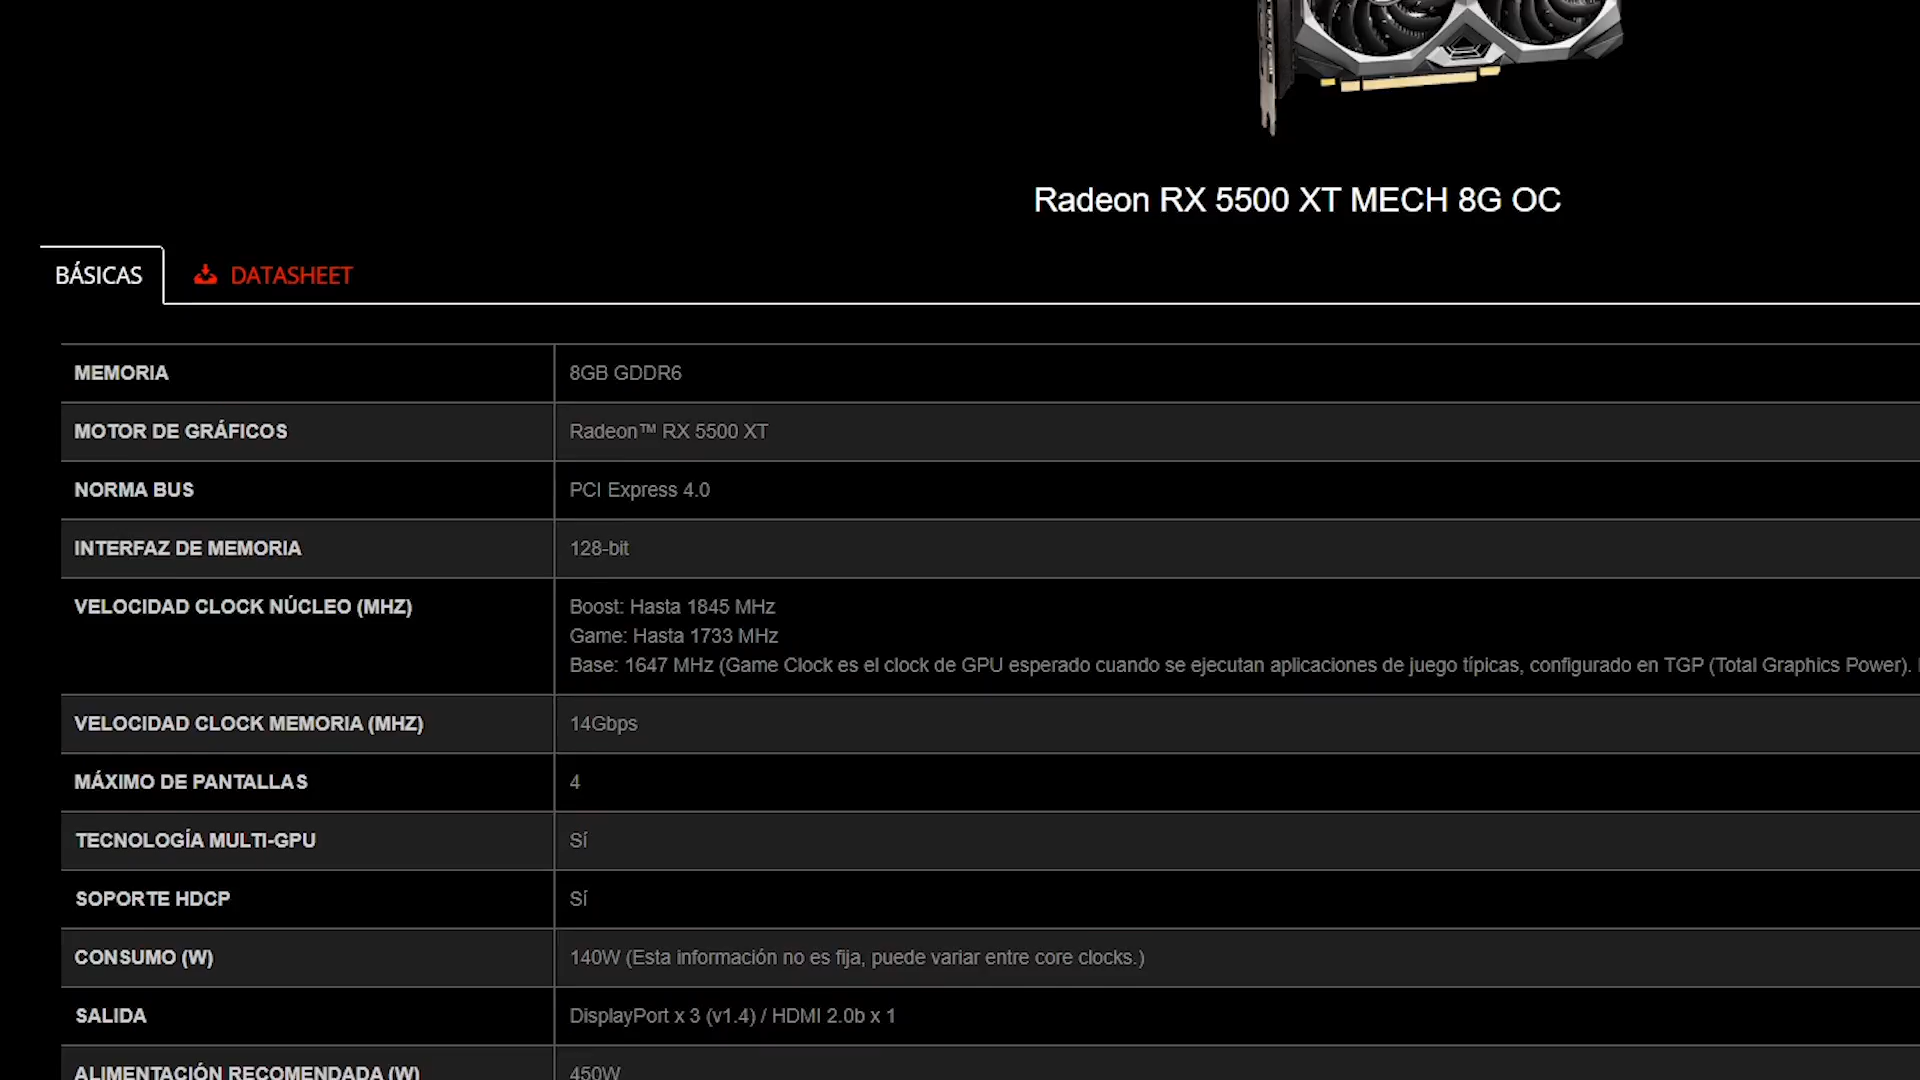 Radeon RX 5500 XT MECH 8G OC
BÁSICAS
DATASHEET
MEMORIA
8GB GDDR6
MOTOR DE GRÁFICOS
Radeon™ RX 5500 XT
NORMA BUS
PCI Express 4.0
INTERFAZ DE MEMORIA
128-bit
VELOCIDAD CLOCK NÚCLEO (MHZ)
Boost: Hasta 1845 MHz
Game: Hasta 1733 MHz
Base: 1647 MHz (Game Clock es el clock de GPU esperado cuando se ejecutan aplicaciones de juego típicas, configurado en TGP (Total Graphics Power).
VELOCIDAD CLOCK MEMORIA (MHZ)
14Gbps
MÁXIMO DE PANTALLAS
4
TECNOLOGÍA MULTI-GPU
Sí
SOPORTE HDCP
Sí
CONSUMO (W)
140W (Esta información no es fija, puede variar entre core clocks.)
SALIDA
DisplayPort x 3 (v1.4) / HDMI 2.0b x 1
ALIMENTACIÓN RECOMENDADA (W)
450W